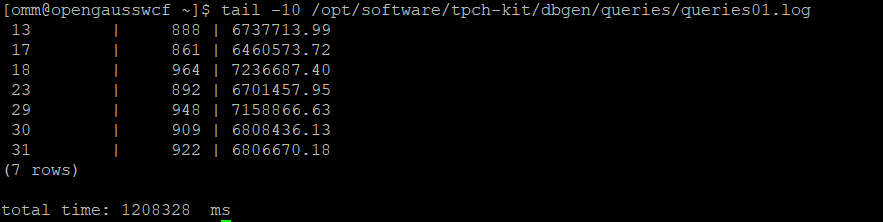 [omm@opengausswcf ~]$ tail -10 /opt/software/tpch-kit/dbgen/queries/queries01.log
 13         |     888 | 6737713.99
 17         |     861 | 6460573.72
 18         |     964 | 7236687.40
 23         |     892 | 6701457.95
 29         |     948 | 7158866.63
 30         |     909 | 6808436.13
 31         |     922 | 6806670.18
(7 rows)

total time: 1208328  ms